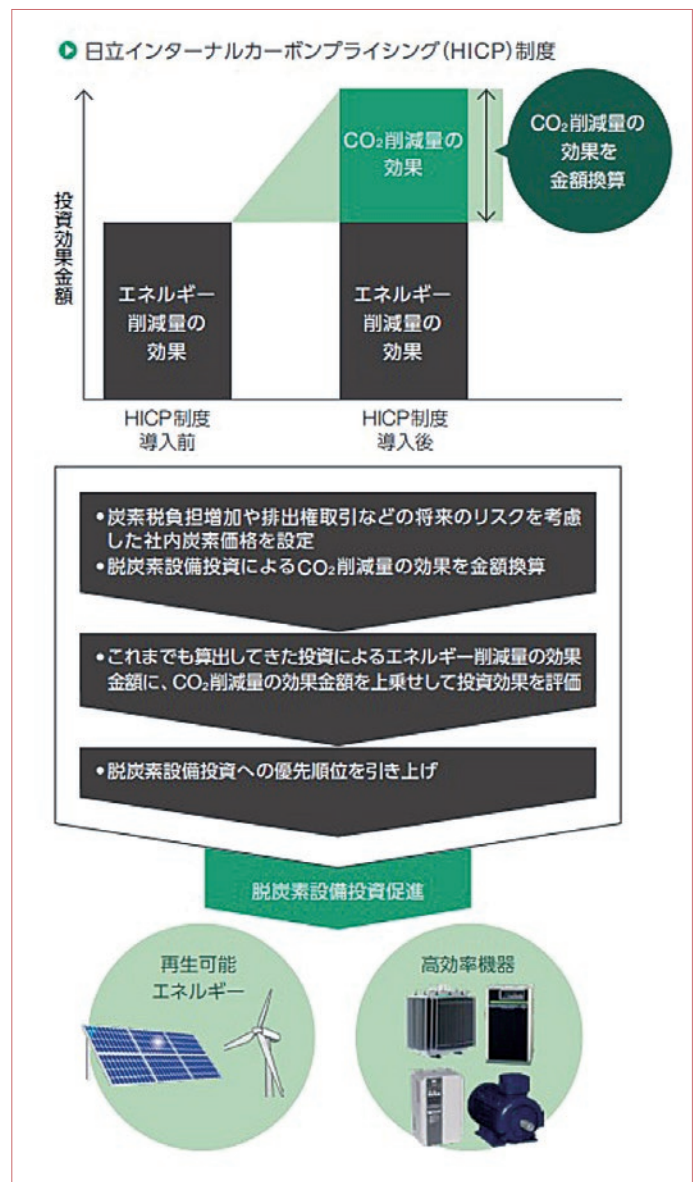 日立インターナルカーボンプライシング(HICP)制度
投資効果金額
CO₂削減量の
効果
CO₂削減量の
効果を
金額換算
エネルギー
削減量の
効果
エネルギー
削減量の
効果
HICP制度
導入前
HICP制度
導入後
•炭素税負担増加や排出権取引などの将来のリスクを考慮
した社内炭素価格を設定
•脱炭素設備投資によるCO₂削減量の効果を金額換算
•これまでも算出してきた投資によるエネルギー削減量の効果
金額に、CO₂削減量の効果金額を上乗せして投資効果を評価
•脱炭素設備投資への優先順位を引き上げ
脱炭素設備投資促進
再生可能
エネルギー
高効率機器